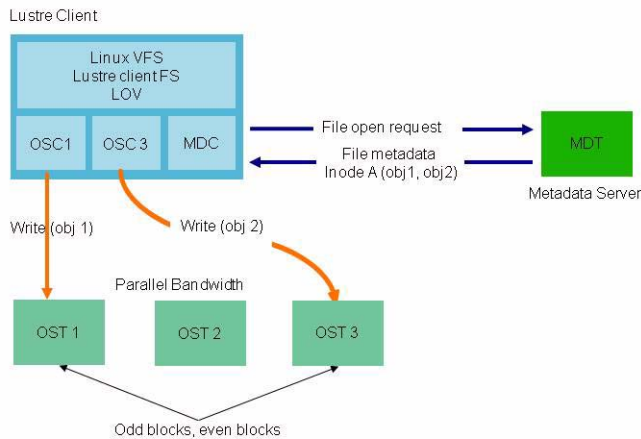 Lustre Client
Linux VFS
Lustre client FS
LOV
OSC1
OSC 3
MDC
File open request
File metadata
Inode A (obj1, obj2)
MDT
Metadata Server
Write (obj 1)
Write (obj 2)
Parallel Bandwidth
OST 1
OST 2
OST 3
Odd blocks, even blocks